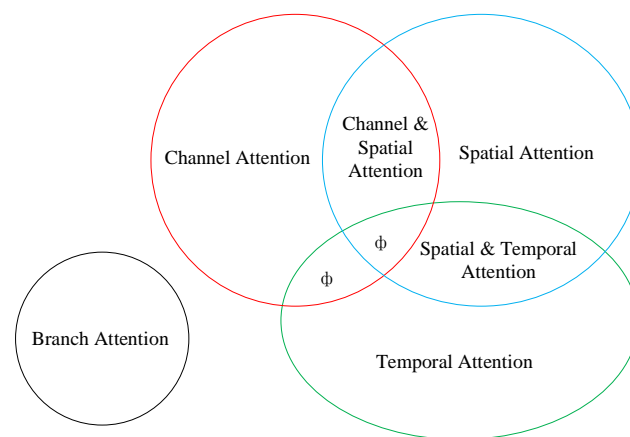 Channel Attention
Channel &
Spatial
Attention
Spatial Attention
ф
ф
Spatial & Temporal
Attention
Branch Attention
Temporal Attention